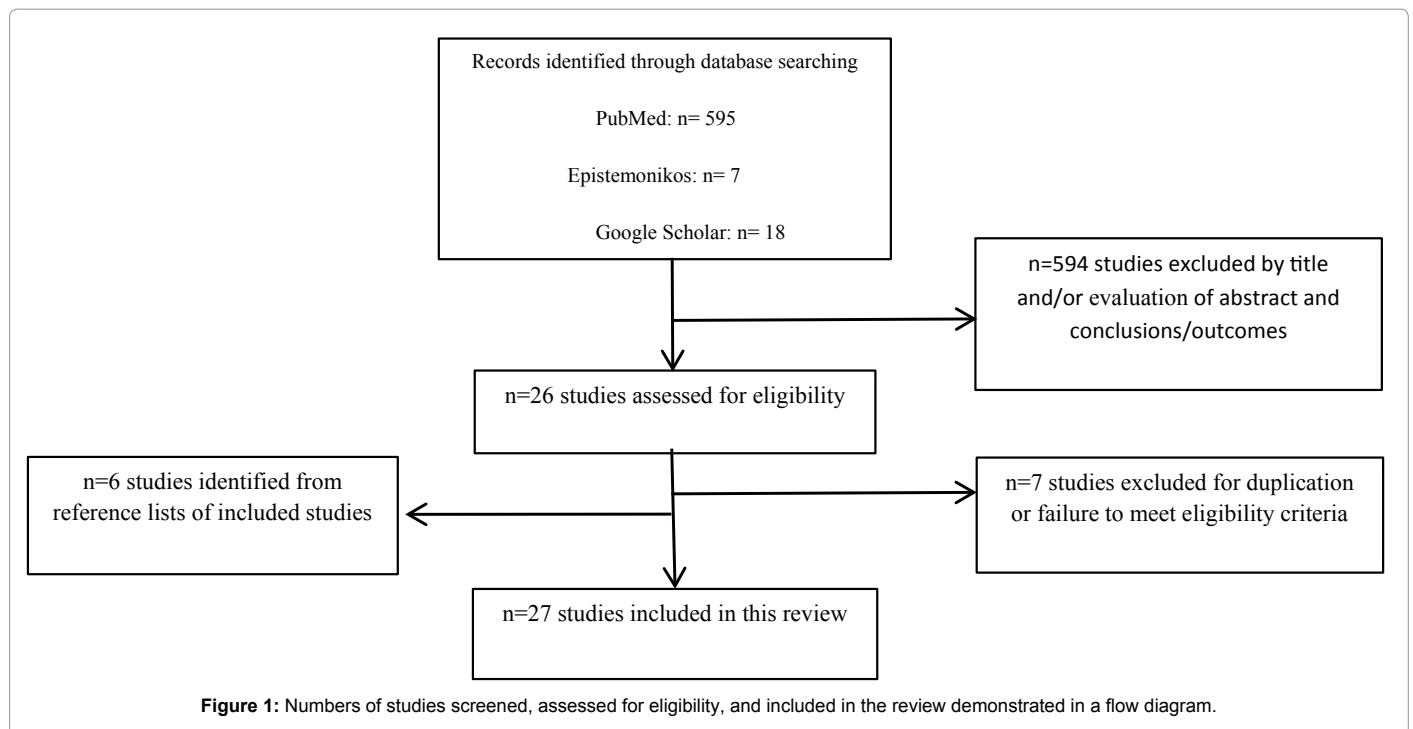 Records identified through database searching
PubMed: n= 595
Epistemonikos: n= 7
Google Scholar: n= 18
n=594 studies excluded by title
and/or evaluation of abstract and
conclusions/outcomes
n=26 studies assessed for eligibility
n=6 studies identified from
reference lists of included studies
n=7 studies excluded for duplication
or failure to meet eligibility criteria
n=27 studies included in this review
Figure 1: Numbers of studies screened, assessed for eligibility, and included in the review demonstrated in a flow diagram.